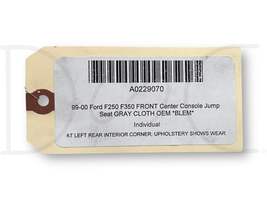 A0229070
99-00 Ford F250 F350 FRONT Center Console Jump
Seat GRAY CLOTH OEM *BLEM*
Individual
KT LEFT REAR INTERIOR CORNER. UPHOLSTERY SHOWS WEAR.